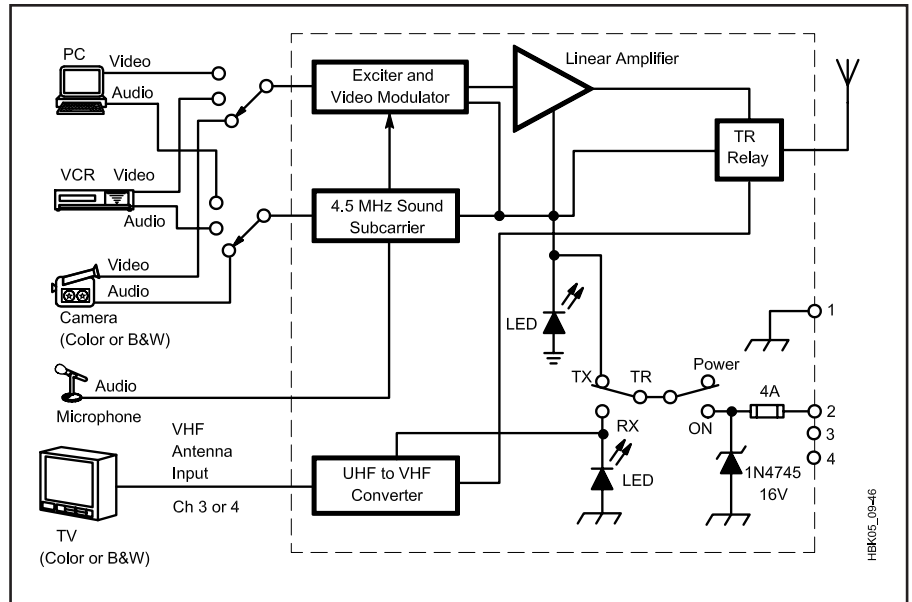 PC
Video
Audio
VCR
Video
Audio
Video
Audio
Camera
(Color or B&W)
Audio
Microphone
VHF
Antenna
Input
Ch 3 or 4
TV
(Color or B&W)
Exciter and
Video Modulator
Linear Amplifier
TR
Relay
4.5 MHz Sound
Subcarrier
LED
1
TX
TR
Power
4A
2
RX
ON
3
4
UHF to VHF
Converter
LED
1N4745
16V
HBK05_09-46